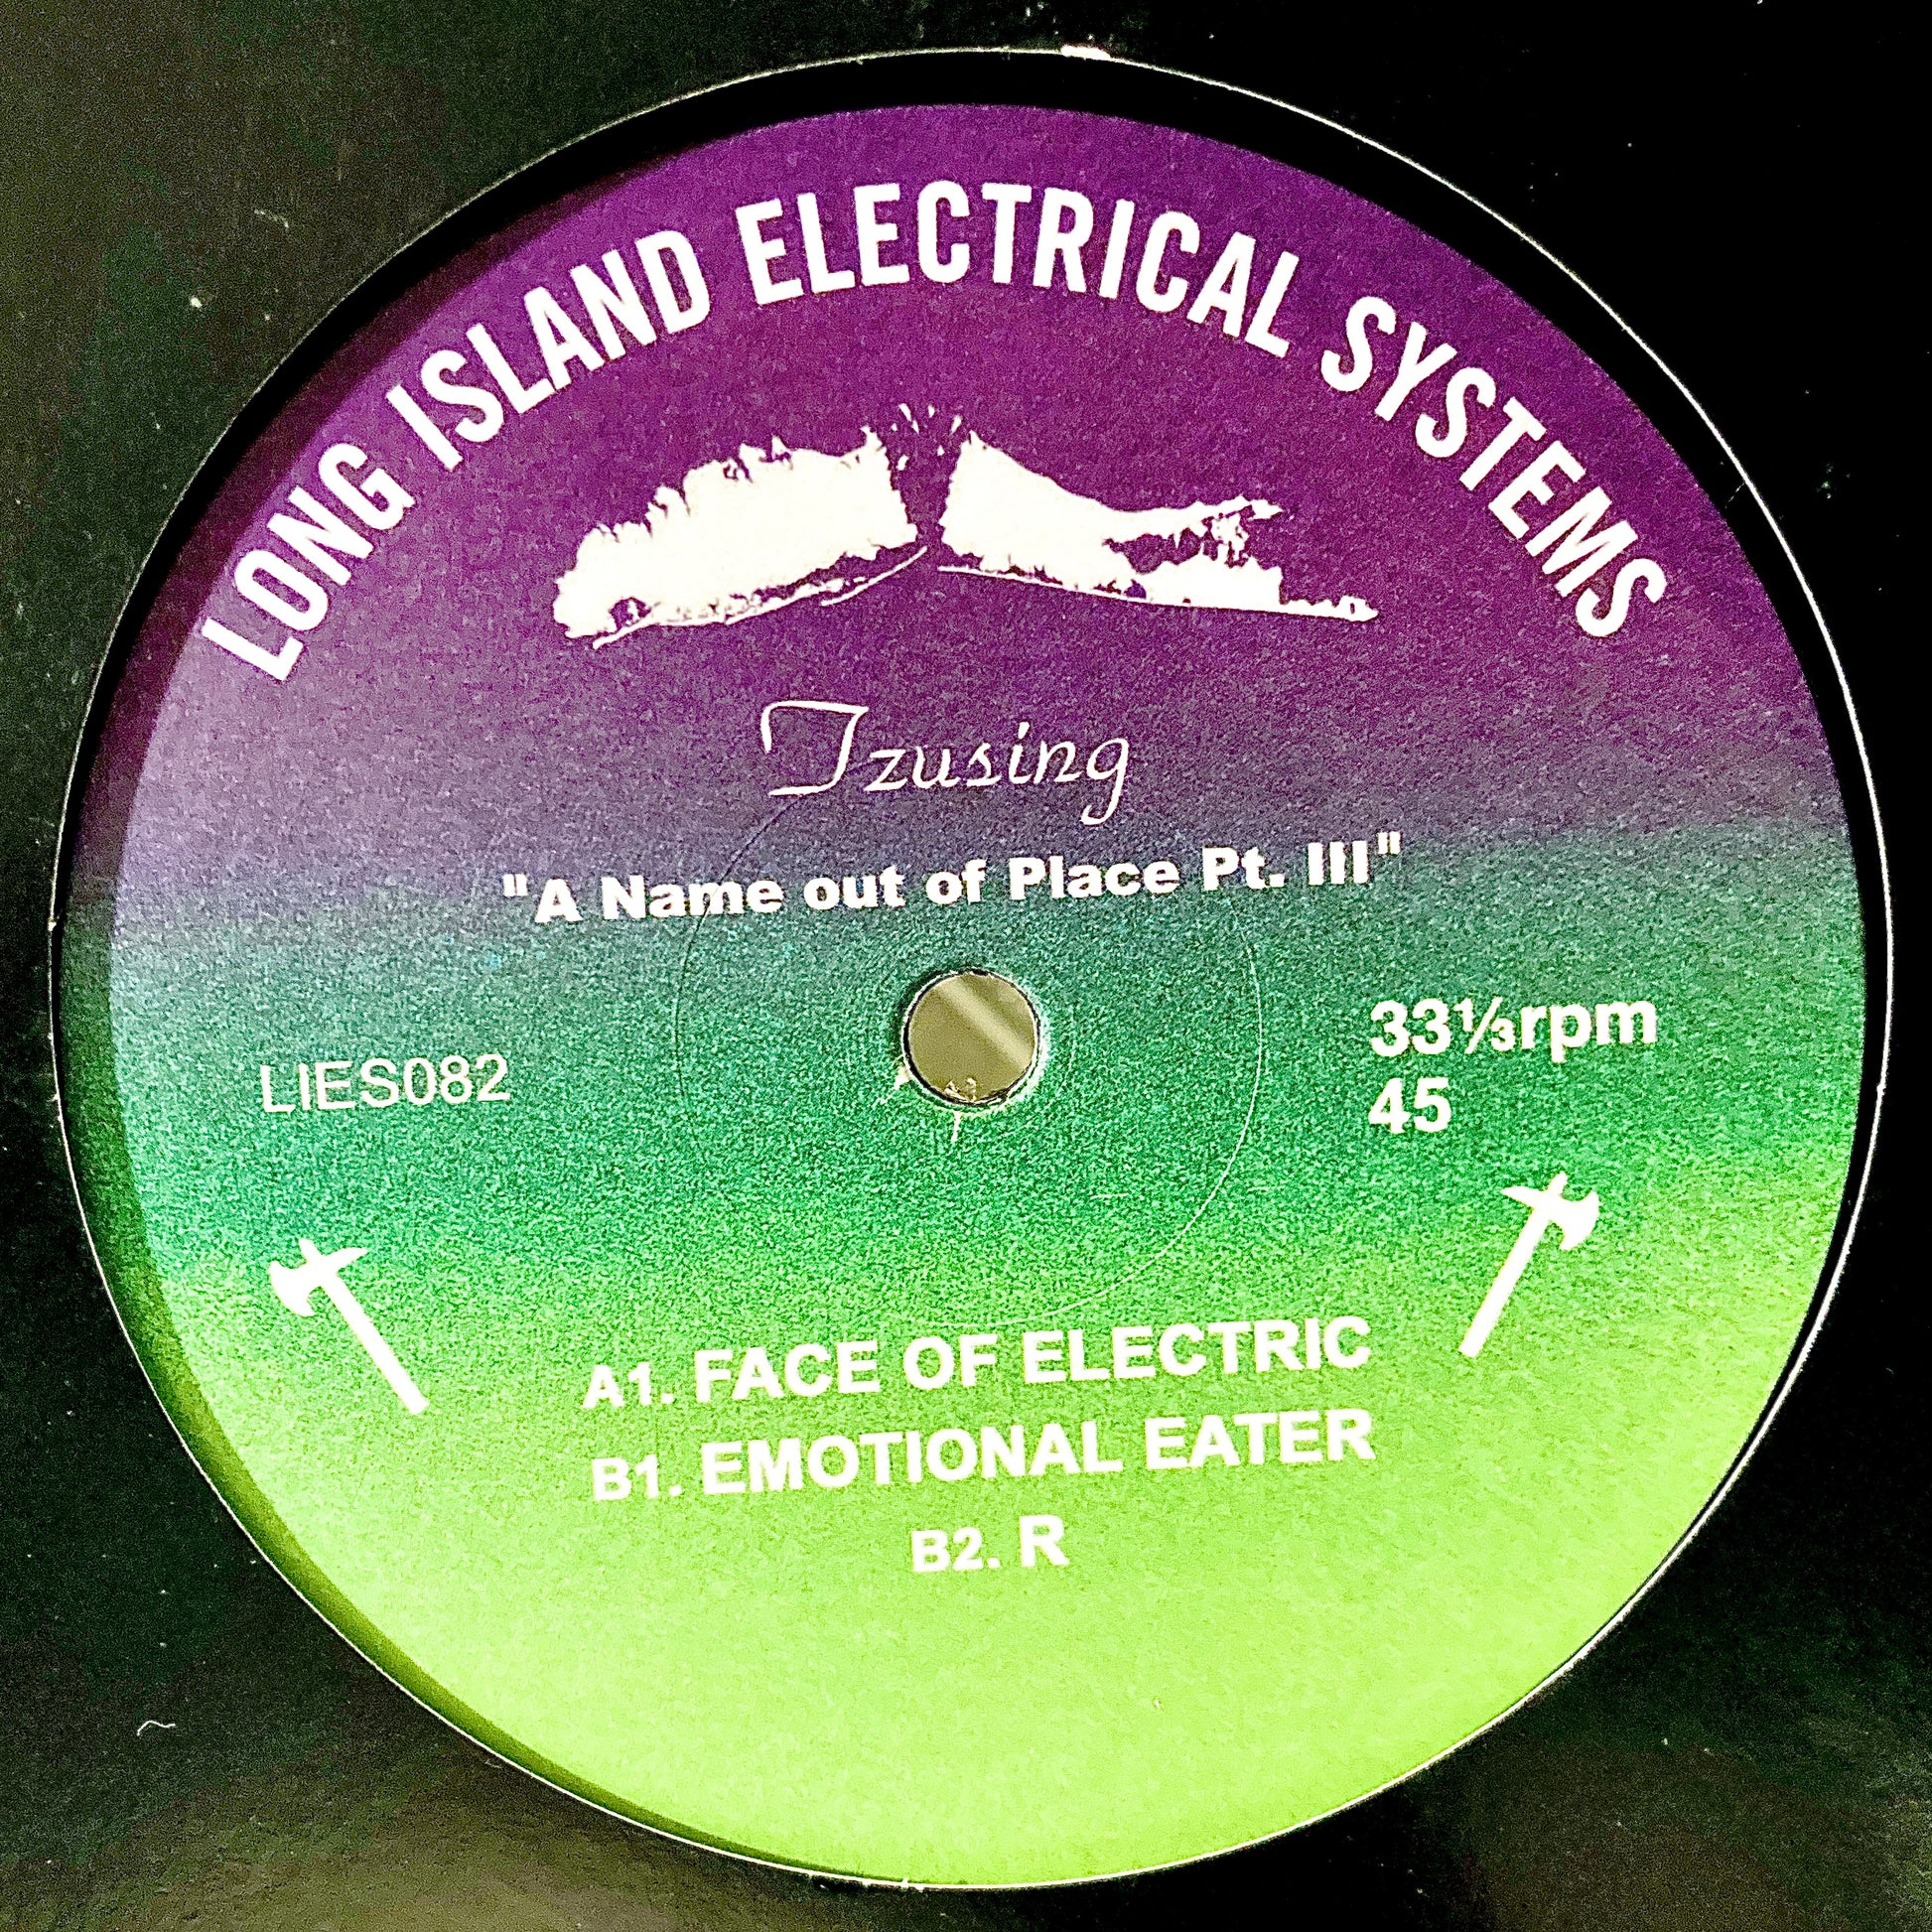 LONG ISLAND ELECTRICAL SYSTEMS
Tzusing
"A Name out of Place Pt. III"
LIES082
33⅓rpm
45
A1. FACE OF ELECTRIC
B1. EMOTIONAL EATER
B2. R